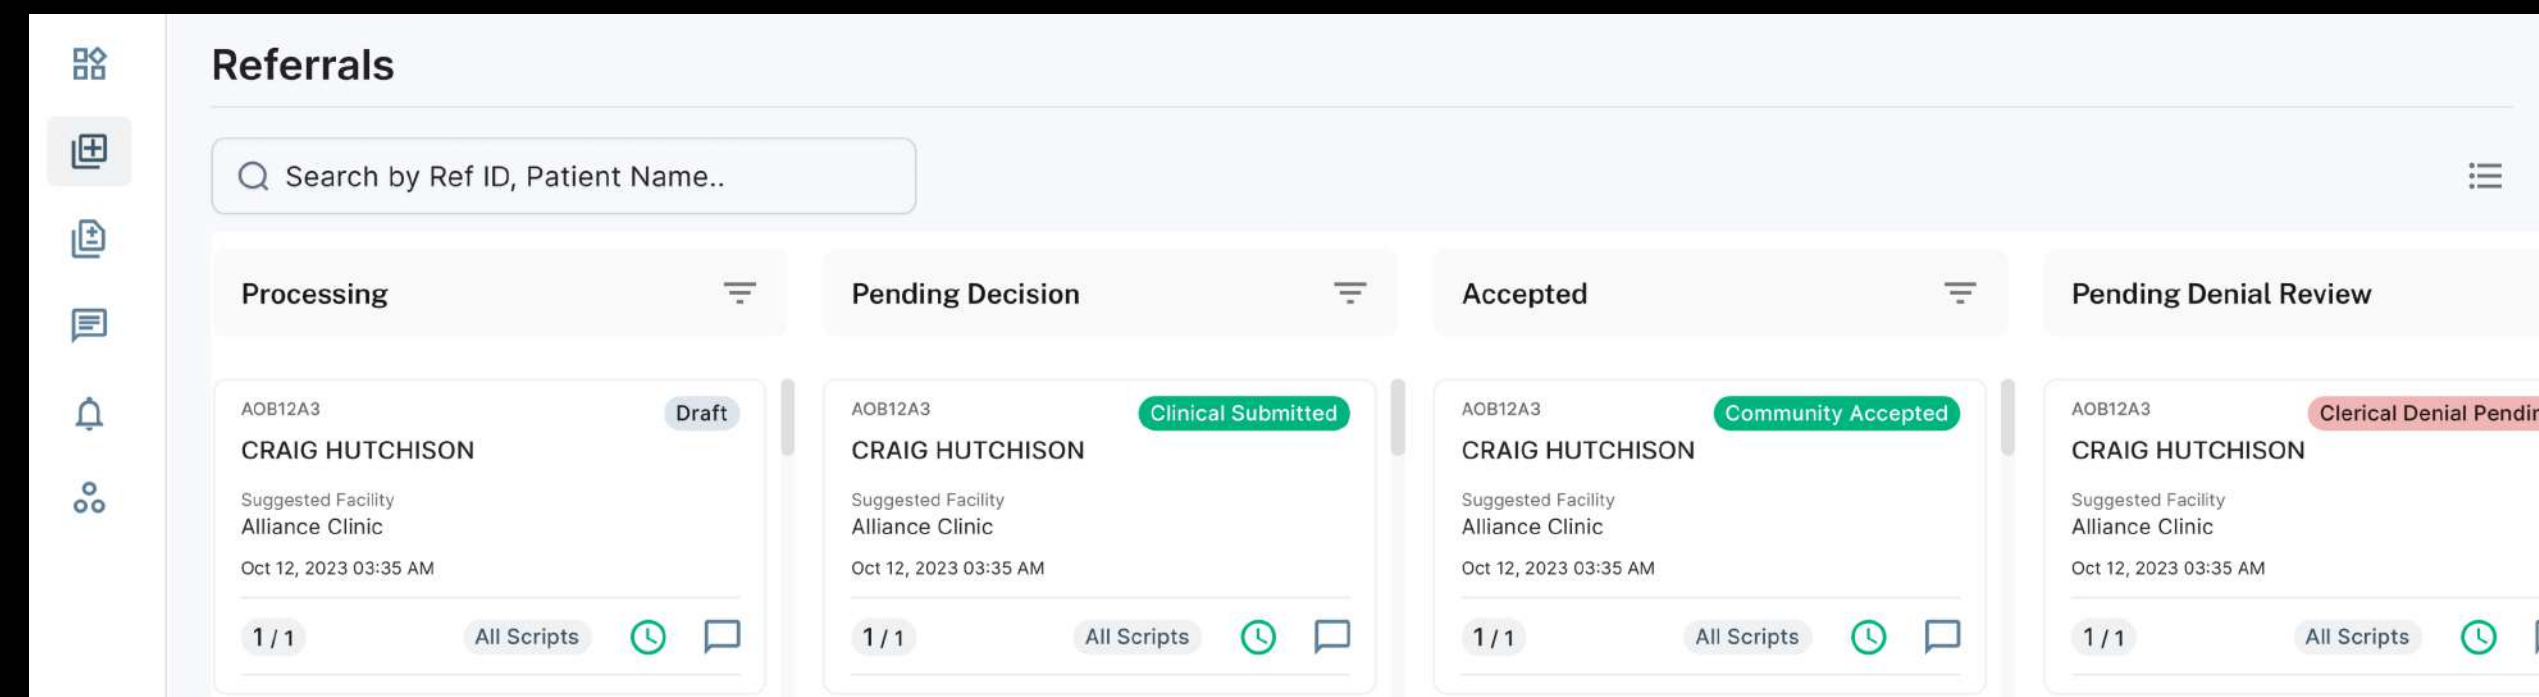 Referrals
Search by Ref ID, Patient Name..
Processing
Pending Decision
Accepted
Pending Denial Review
AOB12A3
Draft
CRAIG HUTCHISON
Suggested Facility
Alliance Clinic
Oct 12, 2023 03:35 AM
1 / 1
All Scripts
AOB12A3
Clinical Submitted
CRAIG HUTCHISON
Suggested Facility
Alliance Clinic
Oct 12, 2023 03:35 AM
1 / 1
All Scripts
AOB12A3
Community Accepted
CRAIG HUTCHISON
Suggested Facility
Alliance Clinic
Oct 12, 2023 03:35 AM
1 / 1
All Scripts
AOB12A3
Clerical Denial
CRAIG HUTCHISON
Suggested Facility
Alliance Clinic
Oct 12, 2023 03:35 AM
1 / 1
All Scripts